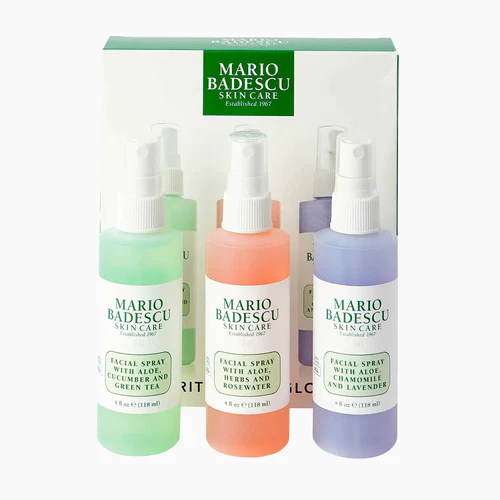 MARIO
BADESCU
SKIN CARE
Established 1967
MARIO
BADESCU
SKIN CARE
Established 1967
FACIAL SPRAY
WITH ALOE,
CUCUMBER AND
GREEN TEA
4 fl oz ℮ (118 ml)
MARIO
BADESCU
SKIN CARE
Established 1967
FACIAL SPRAY
WITH ALOE,
HERBS AND
ROSEWATER
4 fl oz ℮ (118 ml)
MARIO
BADESCU
SKIN CARE
Established 1967
FACIAL SPRAY
WITH ALOE,
CHAMOMILE
AND LAVENDER
4 fl oz ℮ (118 ml)
RIT
GLO